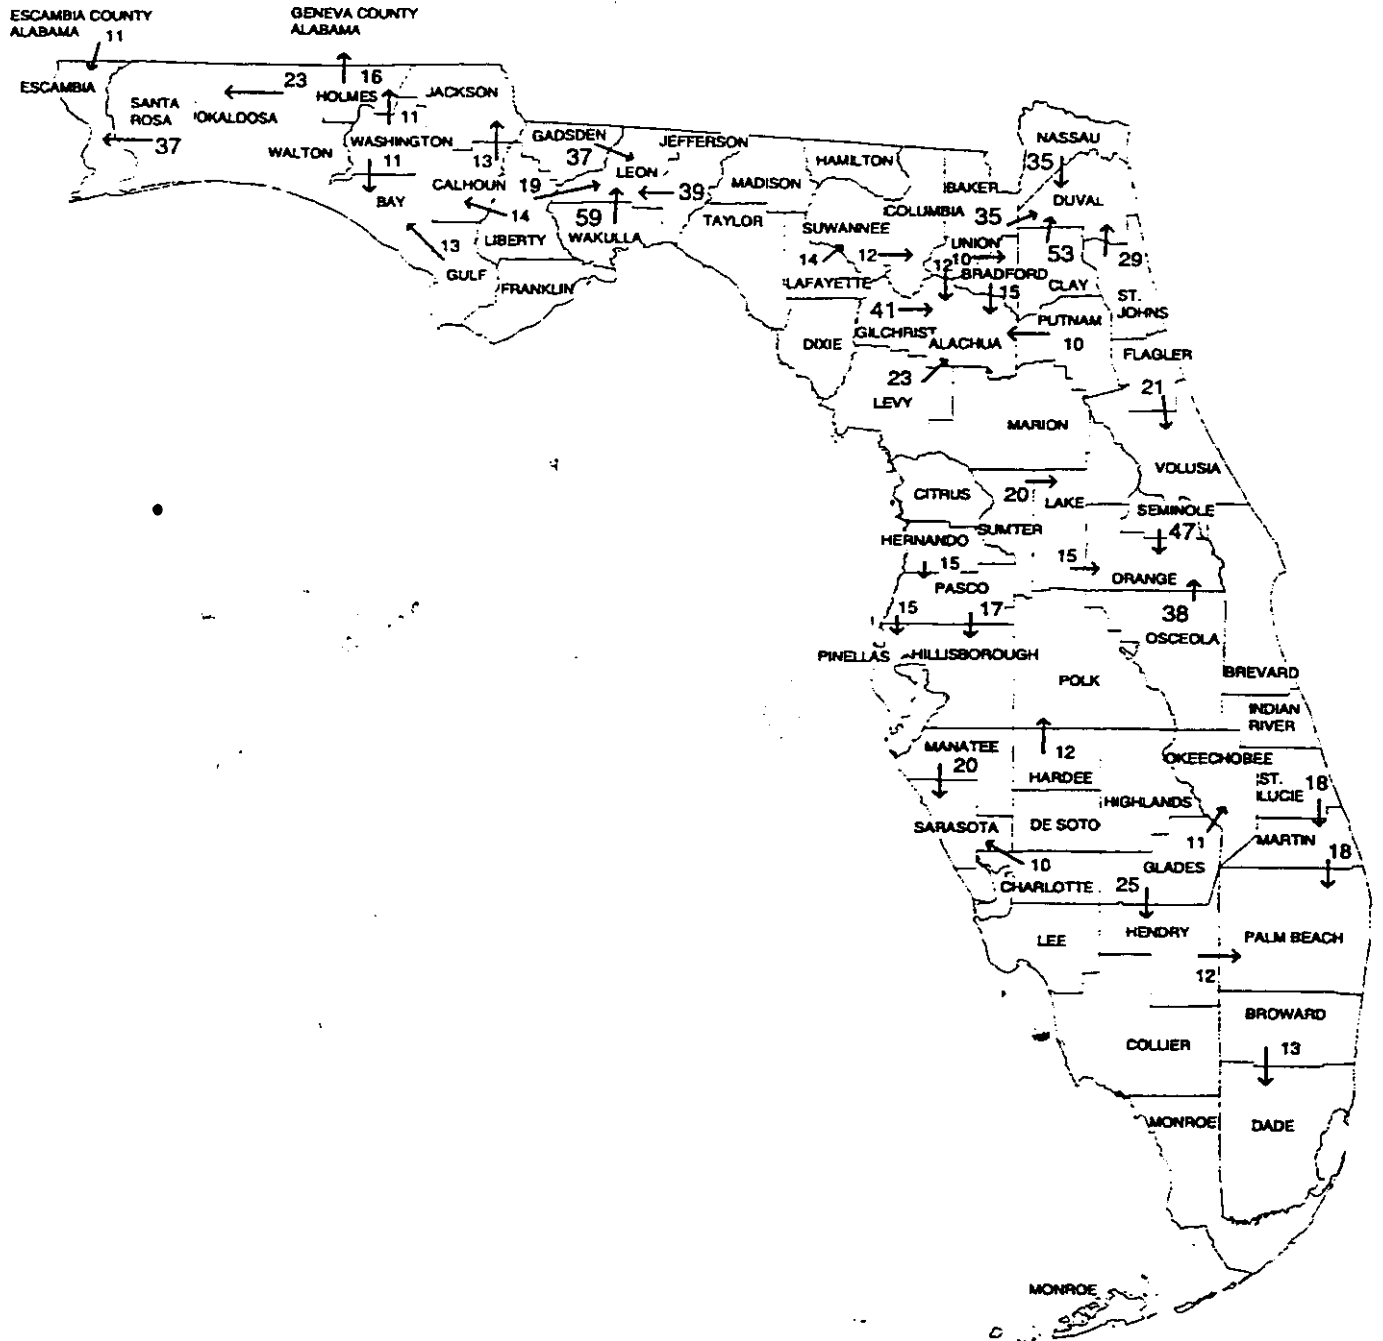 ESCAMBIA COUNTY
ALABAMA
11
GENEVA COUNTY
ALABAMA
ESCAMBIA
SANTA
ROSA
37
23
OKALOOSA
WALTON
16
HOLMES
11
JACKSON
WASHINGTON
11
13
BAY
CALHOUN
14
13
GULF
GADSDEN
37
JEFFERSON
LEON
19
39
59
LIBERTY
WAKULLA
FRANKLIN
MADISON
TAYLOR
HAMILTON
SUWANNEE
14
12
LAFAYETTE
DIXIE
COLUMBIA
BAKER
35
NASSAU
35
DUVAL
UNION
10
12
BRADFORD
15
53
29
CLAY
ST.
JOHNS
41
GILCHRIST
ALACHUA
PUTNAM
10
FLAGLER
23
LEVY
21
MARION
VOLUSIA
CITRUS
20
LAKE
SEMINOLE
47
SUMTER
HERNANDO
15
15
ORANGE
PASCO
15
17
38
OSCEOLA
PINELLAS
HILLISBOROUGH
POLK
BREVARD
INDIAN
RIVER
MANATEE
20
12
HARDEE
OKEECHOBEE
ST.
LUCIE
18
HIGHLANDS
SARASOTA
DE SOTO
11
MARTIN
18
10
GLADES
CHARLOTTE
25
LEE
HENDRY
PALM BEACH
12
BROWARD
COLLIER
13
MONROE
DADE
MONROE